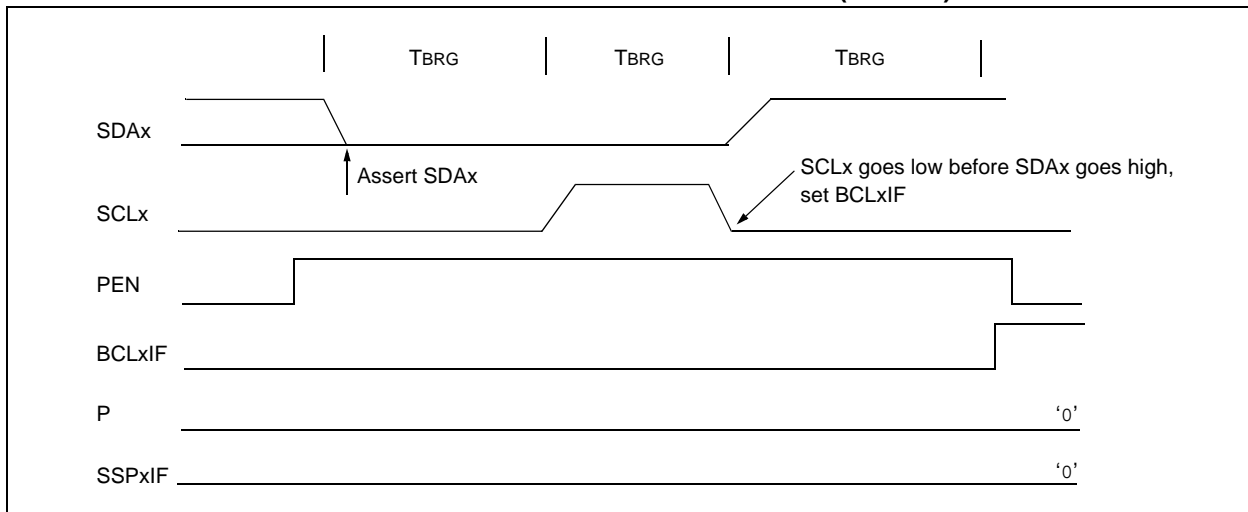 TBRG TBRG TBRG
SDAx
Assert SDAx
SCLx goes low before SDAx goes high,
set BCLxIF
SCLx
PEN
BCLxIF
P '0'
SSPxIF '0'